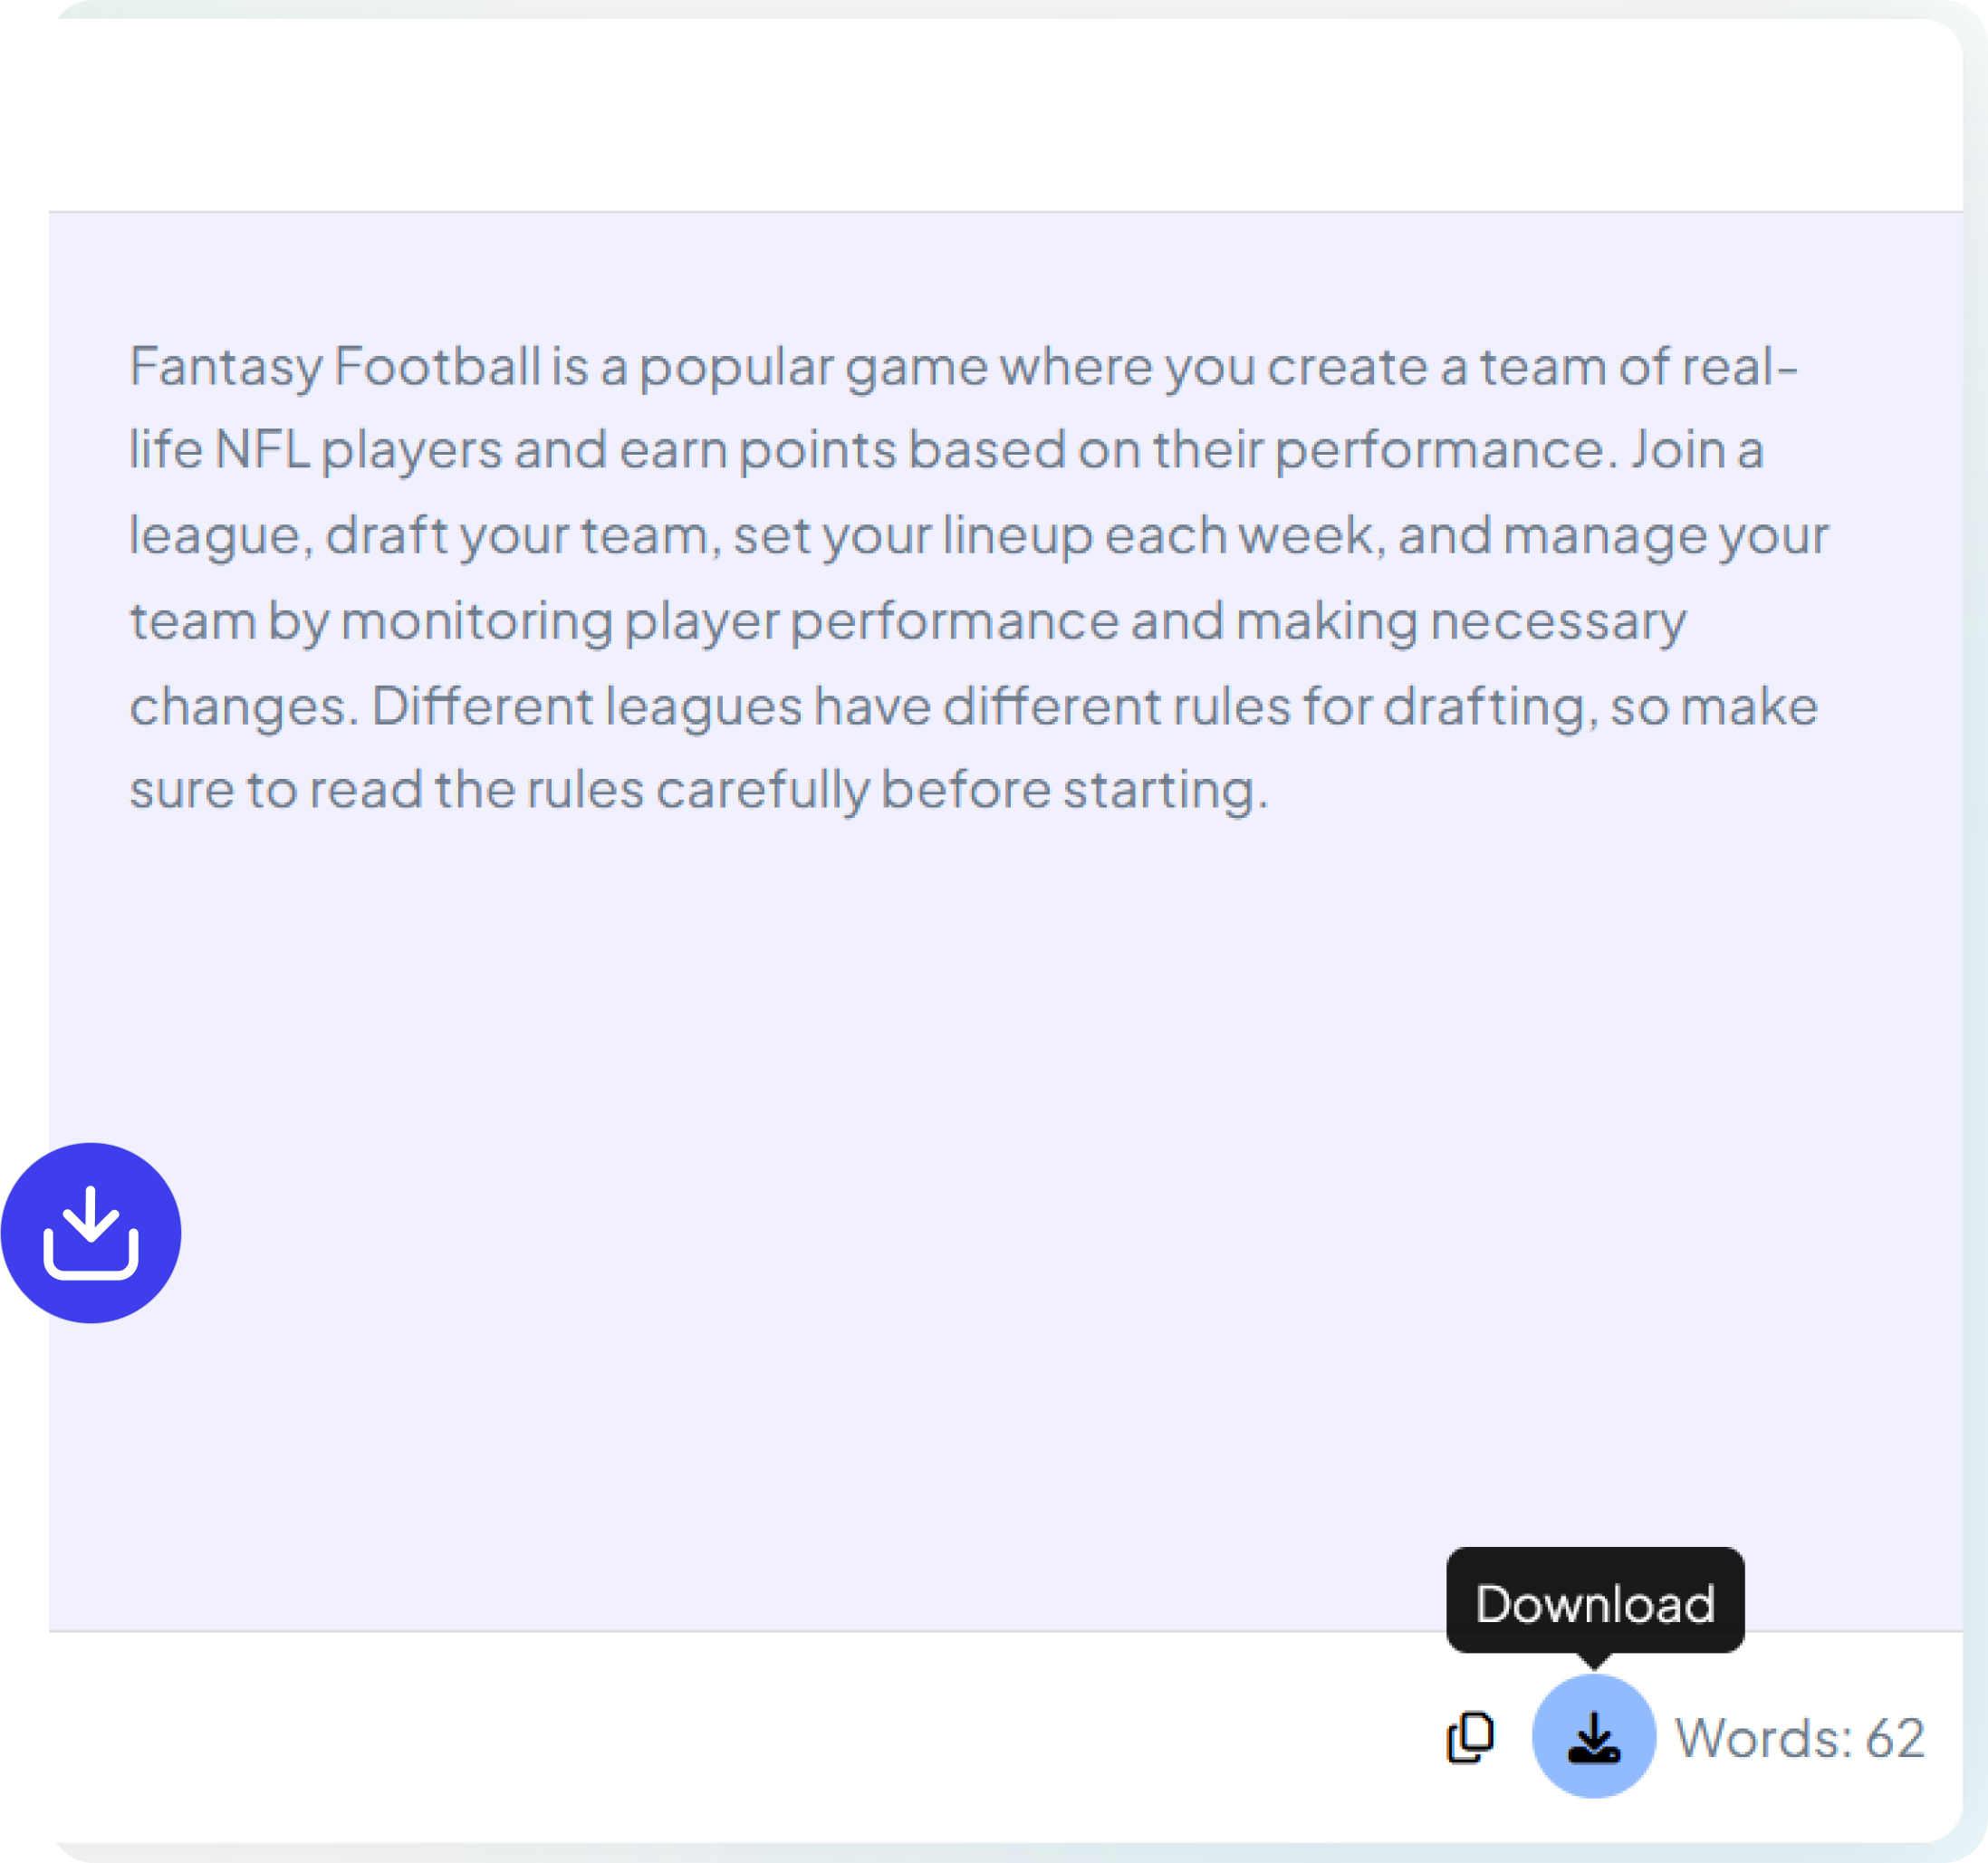 Fantasy Football is a popular game where you create a team of real-
life NFL players and earn points based on their performance. Join a
league, draft your team, set your lineup each week, and manage your
team by monitoring player performance and making necessary
changes. Different leagues have different rules for drafting, so make
sure to read the rules carefully before starting.
Download
Words: 62